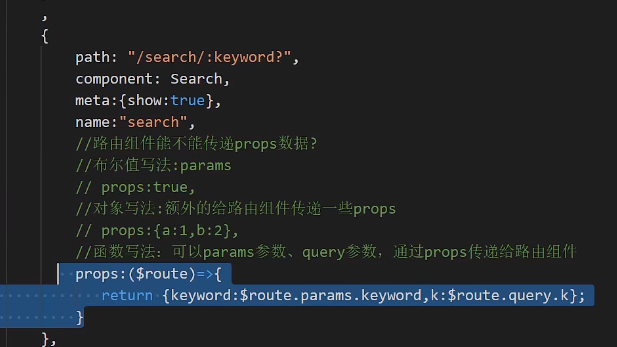 ,
{
path: "/search/:keyword?",
component: Search,
meta:{show:true},
name:"search",
//路由组件能不能传递props数据?
//布尔值写法:params
// props:true,
//对象写法:额外的给路由组件传递一些props
// props:{a:1,b:2},
//函数写法: 可以params参数、query参数, 通过props传递给路由组件
props:($route)=>{
return {keyword:$route.params.keyword,k:$route.query.k};
}
},